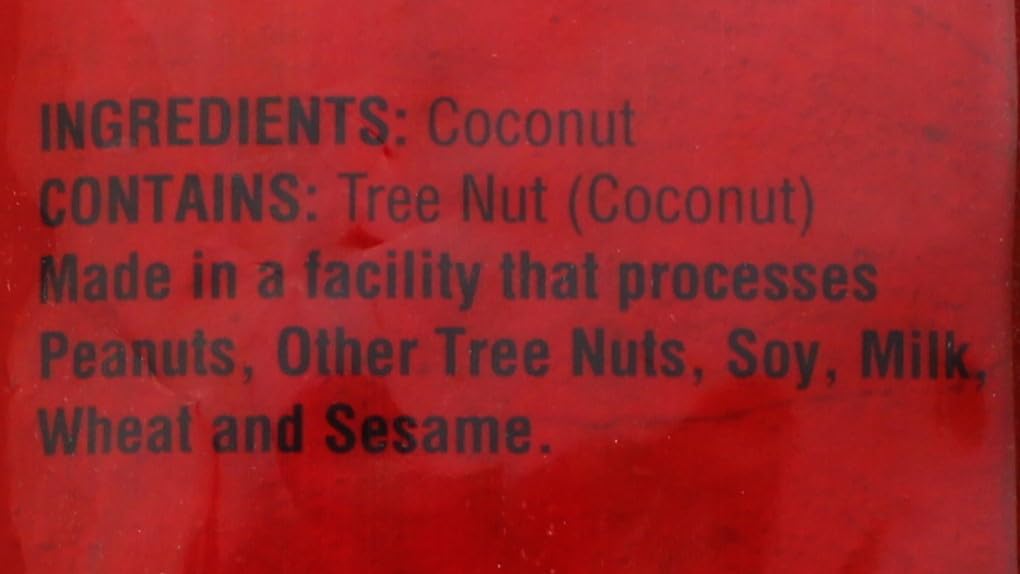 INGREDIENTS: Coconut
CONTAINS: Tree Nut (Coconut)
Made in a facility that processes
Peanuts, Other Tree Nuts, Soy, Milk,
Wheat and Sesame.